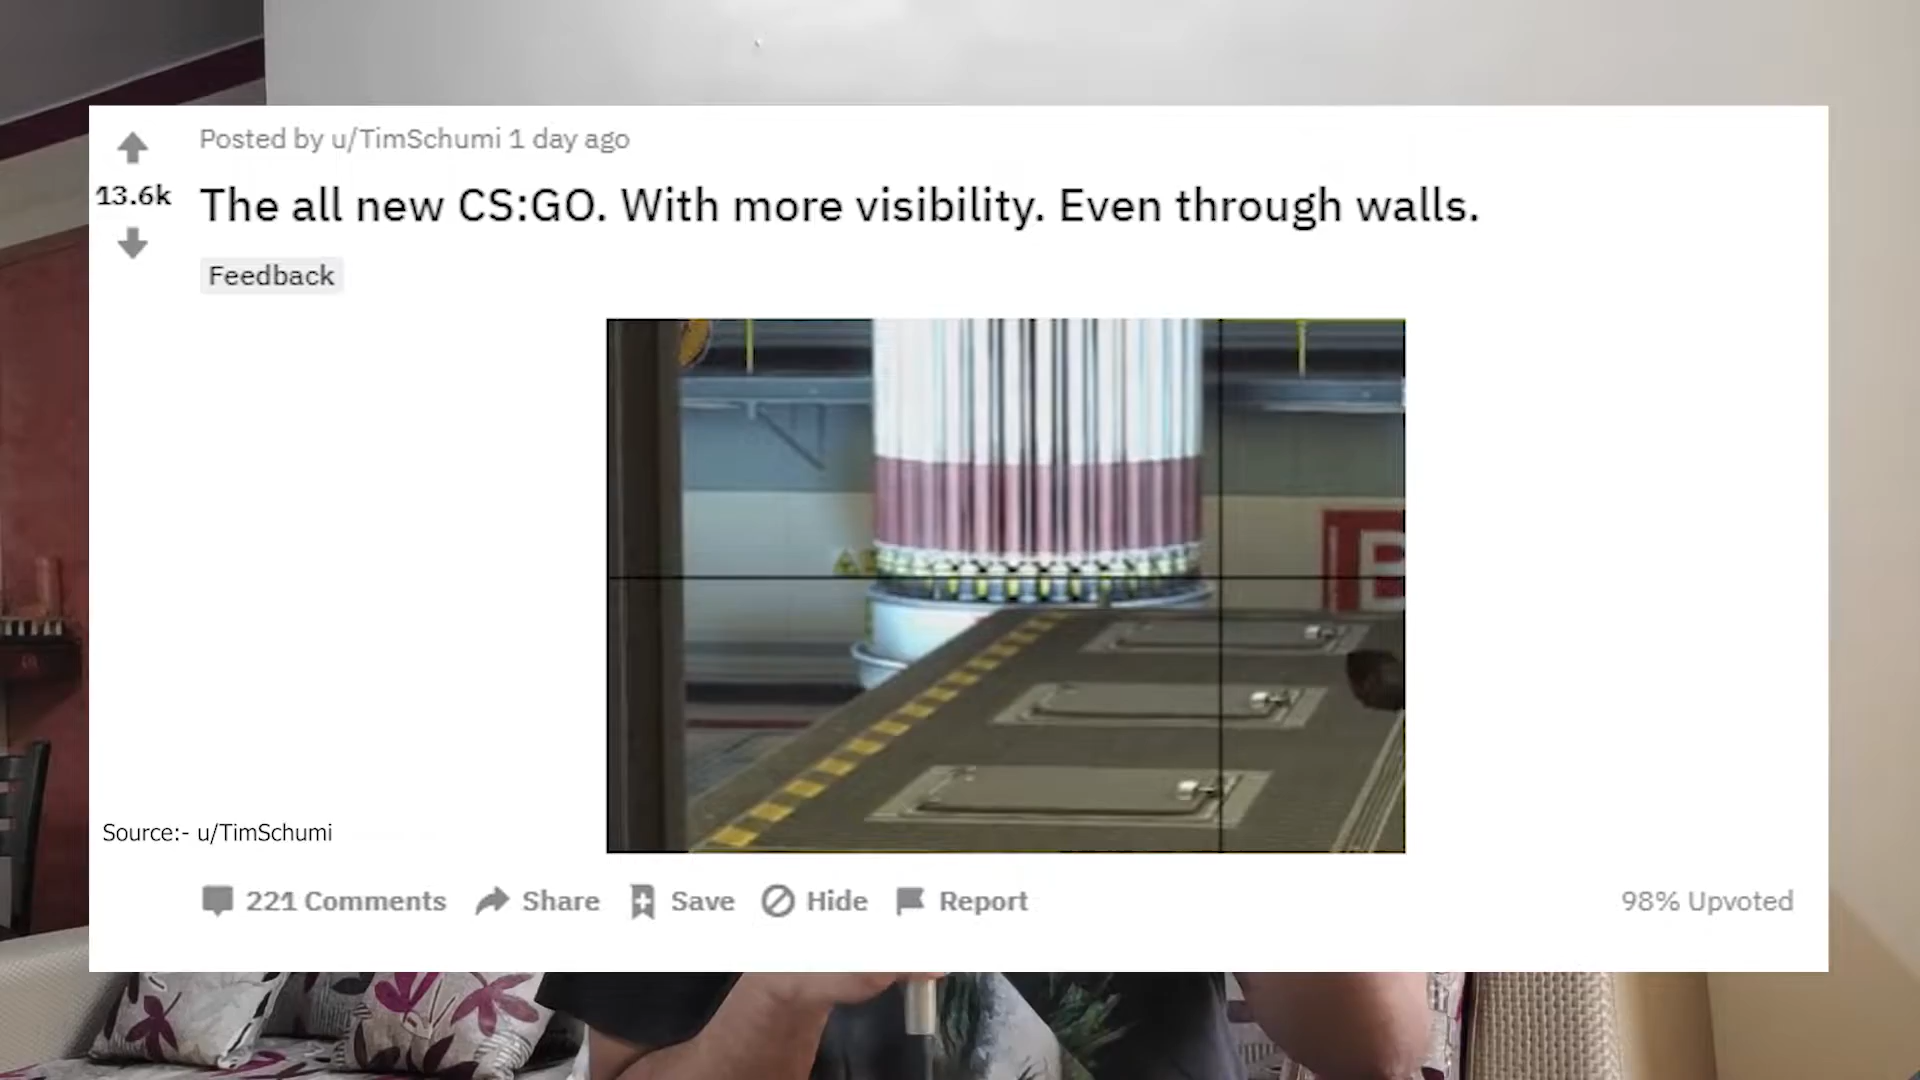 Posted by u/TimSchumi 1 day ago
13.6k
The all new CS:GO. With more visibility. Even through walls.
Feedback
B
Source:- u/TimSchumi
221 Comments Share Save Hide Report
98% Upvoted